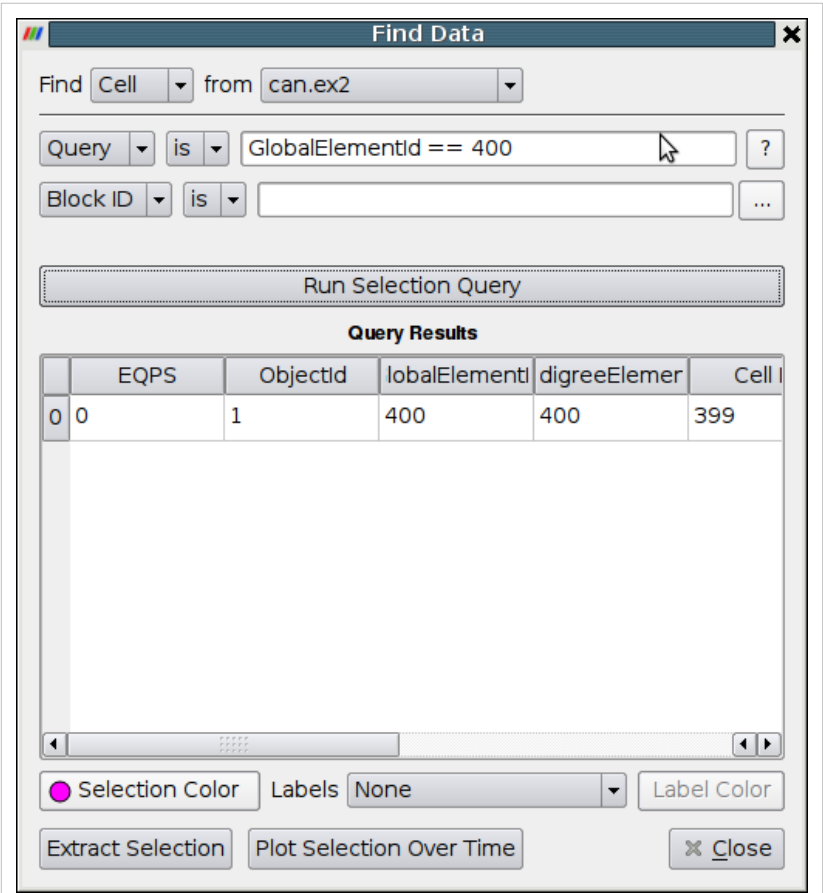 Find Data
Find Cell from can.ex2
Query is GlobalElementId == 400 ?
Block ID is ...
Run Selection Query
Query Results
EQPS ObjectId lobalElementI digreeElemer Cell I
0 0 1 400 400 399
Selection Color Labels None Label Color
Extract Selection Plot Selection Over Time Close